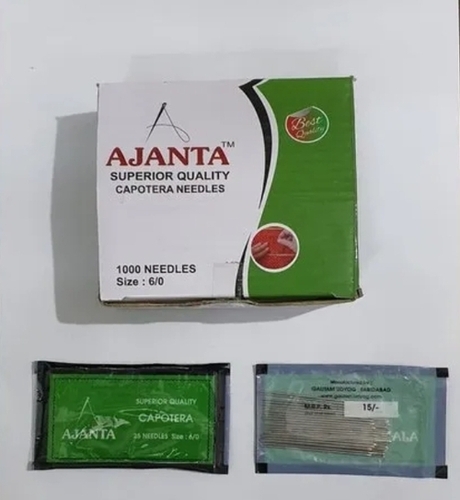 AJANTA™
SUPERIOR QUALITY
CAPOTERA NEEDLES
Best
Quality
1000 NEEDLES
Size : 6/0
SUPERIOR QUALITY
CAPOTERA
AJANTA
25 NEEDLES Size : 6/0
M.R.P. Rs. 15/-
AJANTA